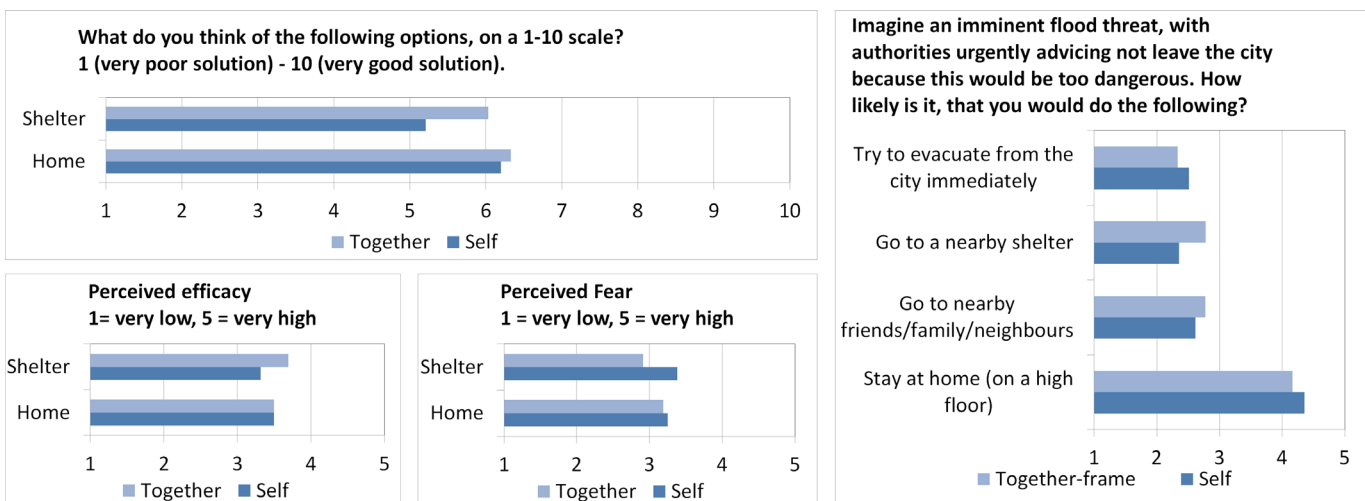 What do you think of the following options, on a 1-10 scale?
1 (very poor solution) - 10 (very good solution).
Shelter
Home
1 2 3 4 5 6 7 8 9 10
Together Self
Perceived efficacy
1= very low, 5 = very high
Shelter
Home
1 2 3 4 5
Together Self
Perceived Fear
1 = very low, 5 = very high
Shelter
Home
1 2 3 4 5
Together Self
Imagine an imminent flood threat, with
authorities urgently advicing not leave the city
because this would be too dangerous. How
likely is it, that you would do the following?
Try to evacuate from the
city immediately
Go to a nearby shelter
Go to nearby
friends/family/neighbours
Stay at home (on a high
floor)
1 2 3 4 5
Together-frame Self